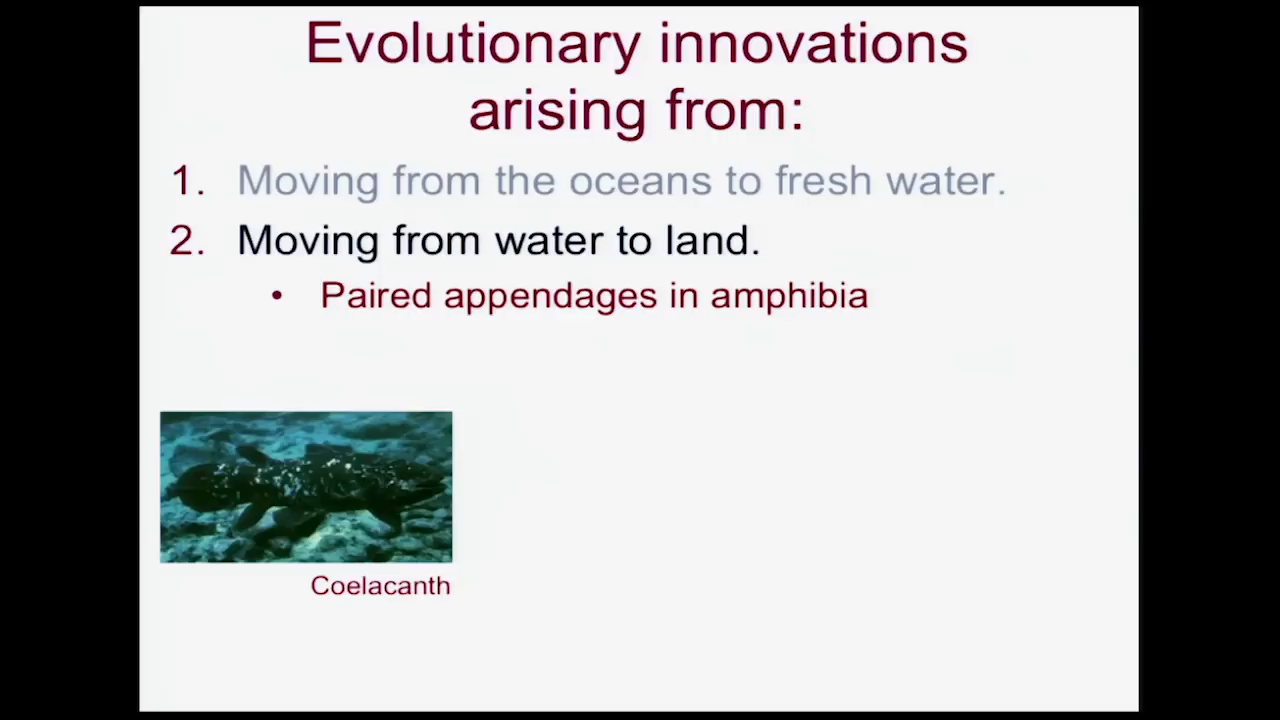 Evolutionary innovations
arising from:
1. Moving from the oceans to fresh water.
2. Moving from water to land.
• Paired appendages in amphibia
Coelacanth